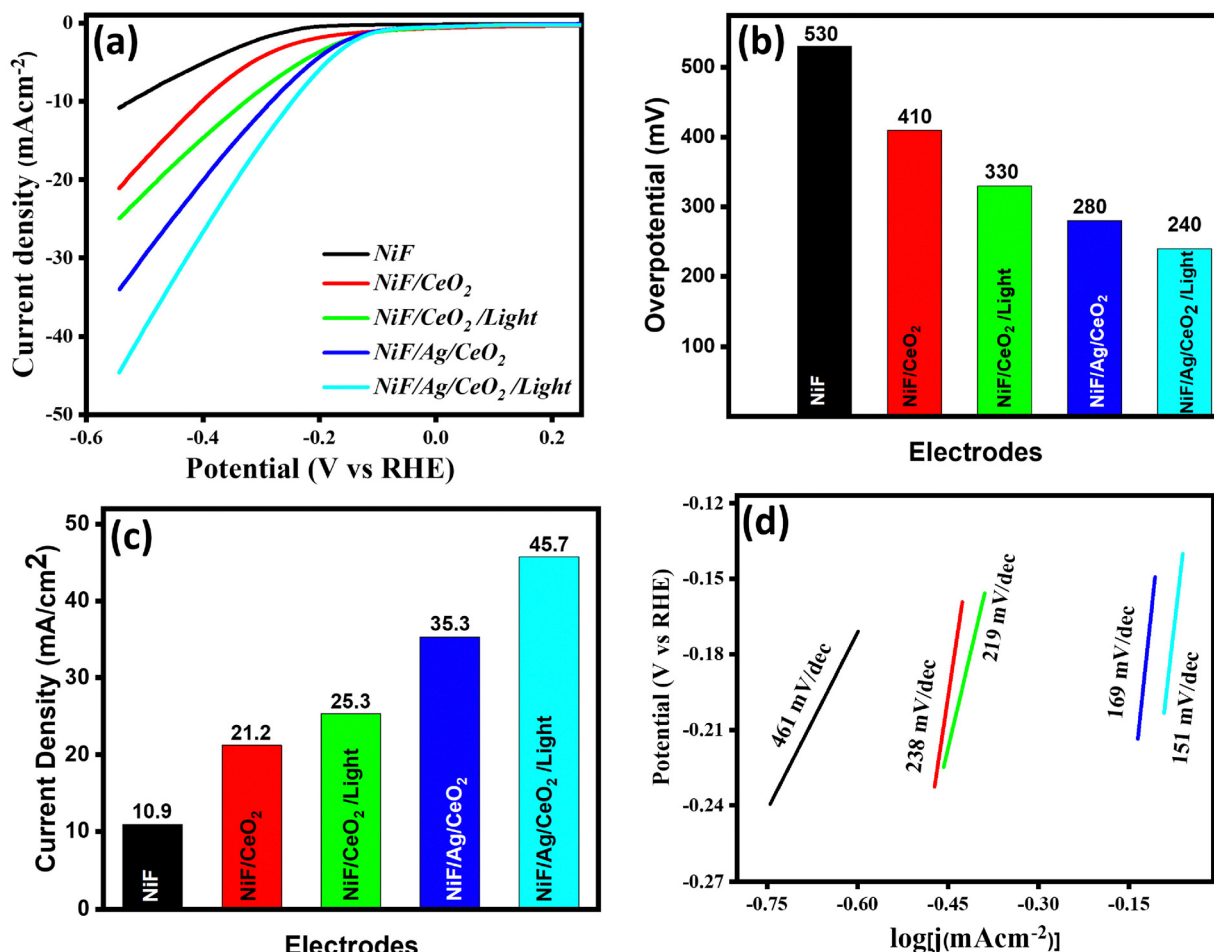 (a)
0
-10
-20
-30
-40
-50
-0.6
-0.4
-0.2
0.0
0.2
Current density (mAcm⁻²)
Potential (V vs RHE)
NiF
NiF/CeO₂
NiF/CeO₂ /Light
NiF/Ag/CeO₂
NiF/Ag/CeO₂ /Light
(b)
500
400
300
200
100
Overpotential (mV)
530
410
330
280
240
NiF
NiF/CeO₂
NiF/CeO₂ /Light
NiF/Ag/CeO₂
NiF/Ag/CeO₂ /Light
Electrodes
(c)
50
40
30
20
10
0
Current Density (mA/cm²)
10.9
21.2
25.3
35.3
45.7
NiF
NiF/CeO₂
NiF/CeO₂ /Light
NiF/Ag/CeO₂
NiF/Ag/CeO₂ /Light
Electrodes
(d)
-0.12
-0.15
-0.18
-0.21
-0.24
-0.27
-0.75
-0.60
-0.45
-0.30
-0.15
Potential (V vs RHE)
461 mV/dec
238 mV/dec
219 mV/dec
169 mV/dec
151 mV/dec
log[j(mAcm⁻²)]